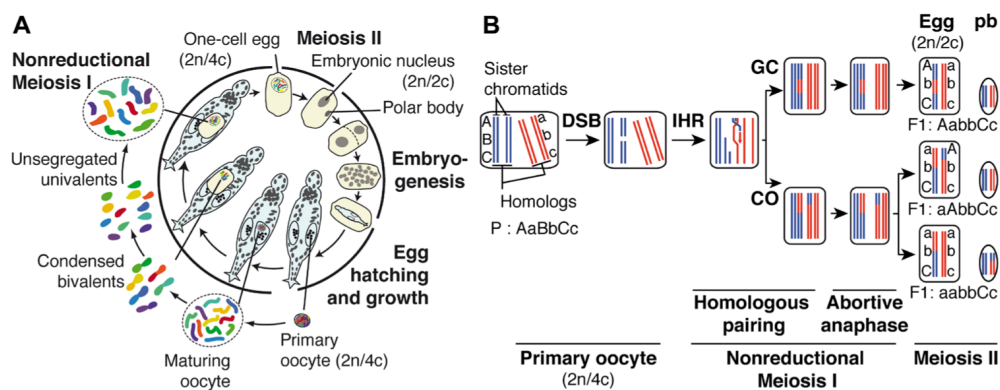 A
One-cell egg
(2n/4c)
Meiosis II
Embryonic nucleus
(2n/2c)
Polar body
Nonreductional
Meiosis I
Unsegregated
univalents
Embryo-
genesis
Condensed
bivalents
Egg
hatching
and growth
Maturing
oocyte
Primary
oocyte (2n/4c)
B
Sister
chromatids
A
B
C
a
b
c
Homologs
P : AaBbCc
DSB
IHR
GC
CO
Egg
(2n/2c)
pb
A
b
C
a
b
c
F1: AabbCc
a
b
C
A
b
c
F1: aAbbCc
a
b
C
a
b
c
F1: aabbCc
Homologous
pairing
Abortive
anaphase
Primary oocyte
(2n/4c)
Nonreductional
Meiosis I
Meiosis II